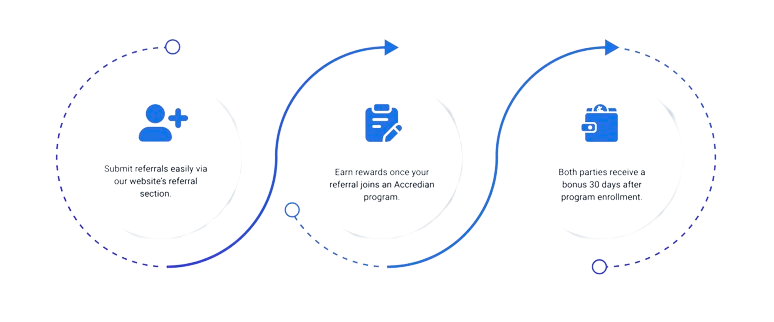 Submit referrals easily via
our website's referral
section.
Earn rewards once your
referral joins an Accredian
program.
Both parties receive a
bonus 30 days after
program enrollment.